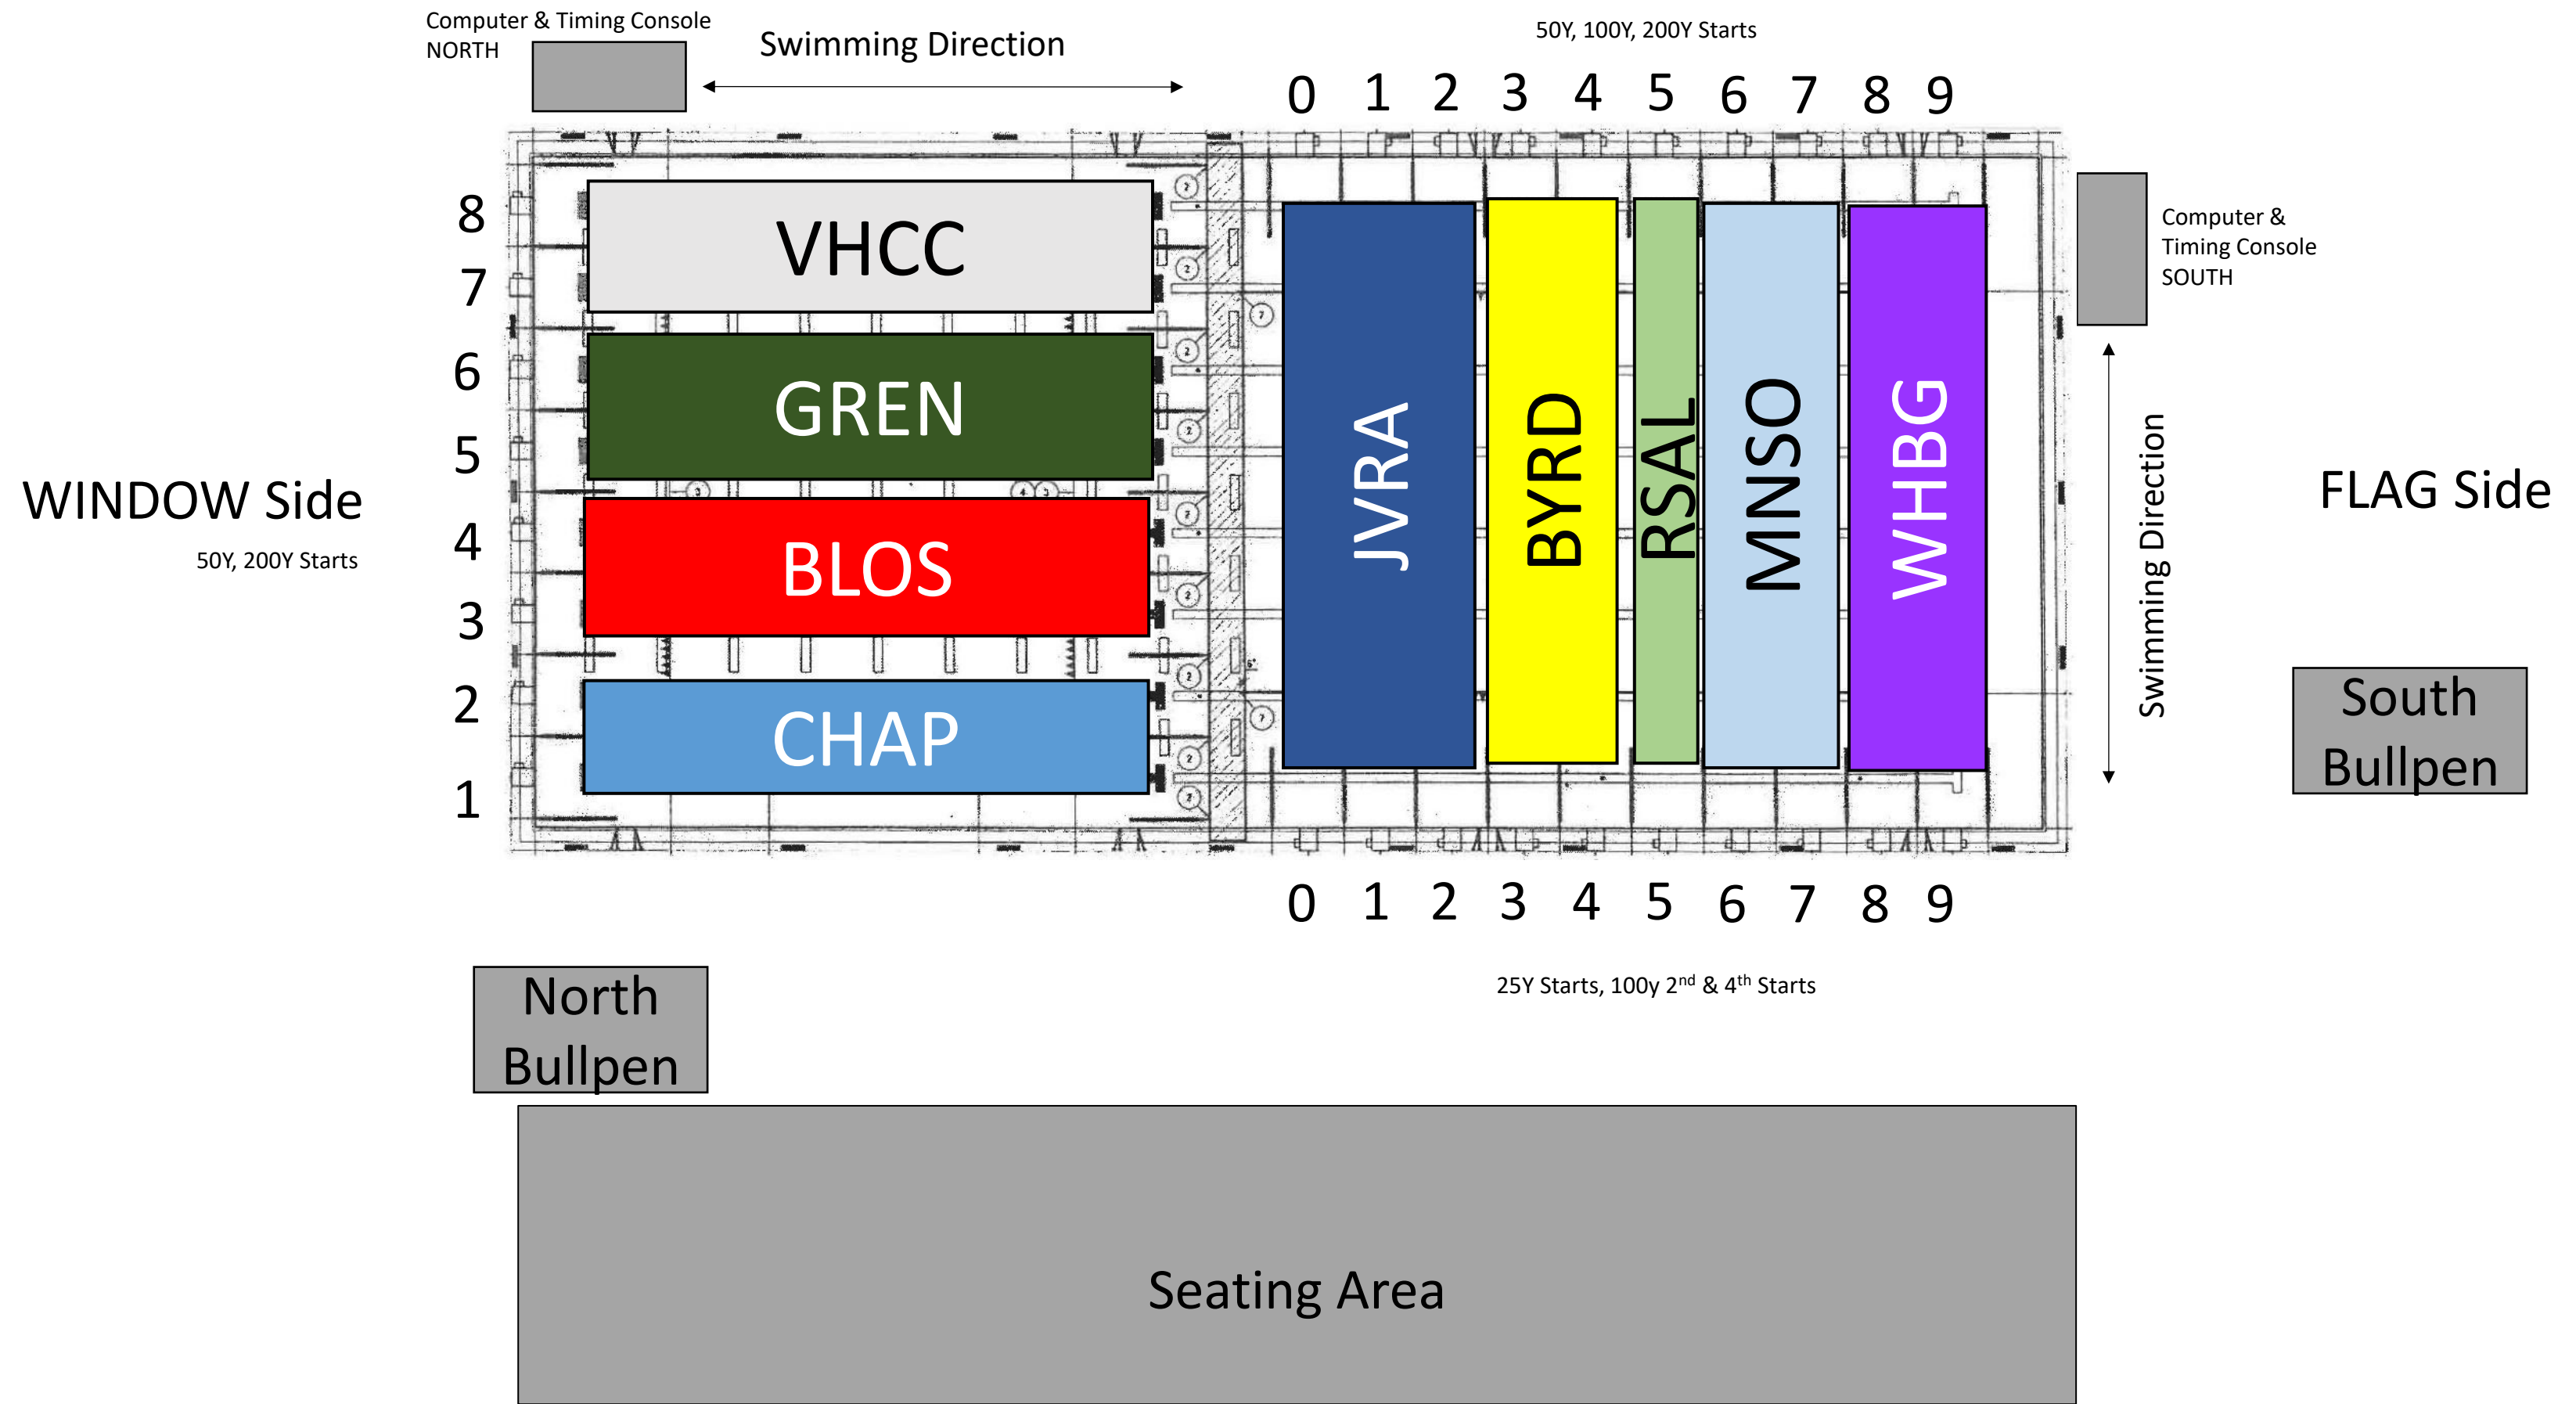 Computer & Timing Console
NORTH
Swimming Direction
50Y, 100Y, 200Y Starts
0 1 2 3 4 5 6 7 8 9
8
7
6
5
4
3
2
1
VHCC
GREN
BLOS
CHAP
JVRA
BYRD
RSAL
MNSO
WHBG
Computer &
Timing Console
SOUTH
Swimming Direction
WINDOW Side
50Y, 200Y Starts
FLAG Side
South
Bullpen
0 1 2 3 4 5 6 7 8 9
25Y Starts, 100y 2nd & 4th Starts
North
Bullpen
Seating Area